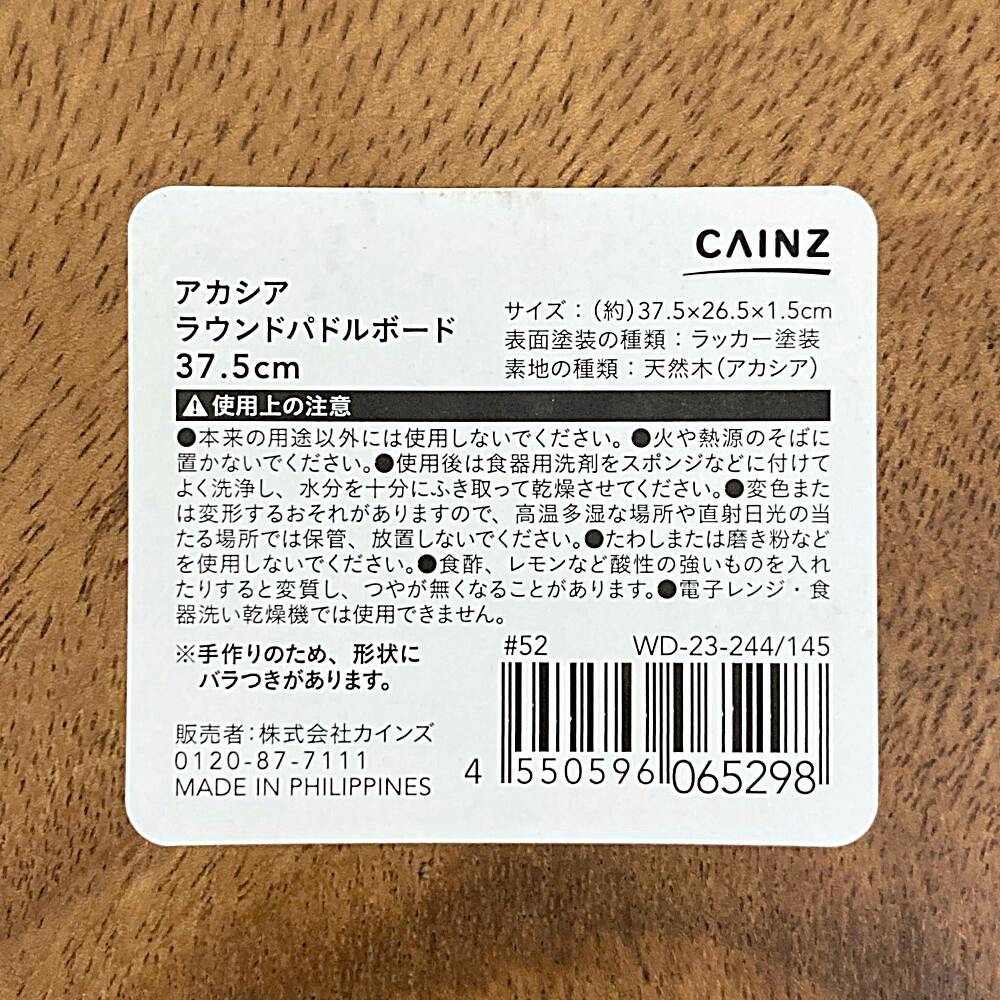 CAINZ
アカシア
ラウンドパドルボード
37.5cm
サイズ：(約)37.5×26.5×1.5cm
表面塗装の種類：ラッカー塗装
素地の種類：天然木(アカシア)
⚠使用上の注意
●本来の用途以外には使用しないでください。●火や熱源のそばに
置かないでください。●使用後は食器用洗剤をスポンジなどに付けて
よく洗浄し、水分を十分にふき取って乾燥させてください。●変色また
は変形するおそれがありますので、高温多湿な場所や直射日光の当
たる場所では保管、放置しないでください。●たわしまたは磨き粉など
を使用しないでください。●食酢、レモンなど酸性の強いものを入れ
たりすると変質し、つやが無くなることがあります。●電子レンジ・食
器洗い乾燥機では使用できません。
※手作りのため、形状に
バラつきがあります。
販売者：株式会社カインズ
0120-87-7111
MADE IN PHILIPPINES
#52 WD-23-244/145
4 550596 065298